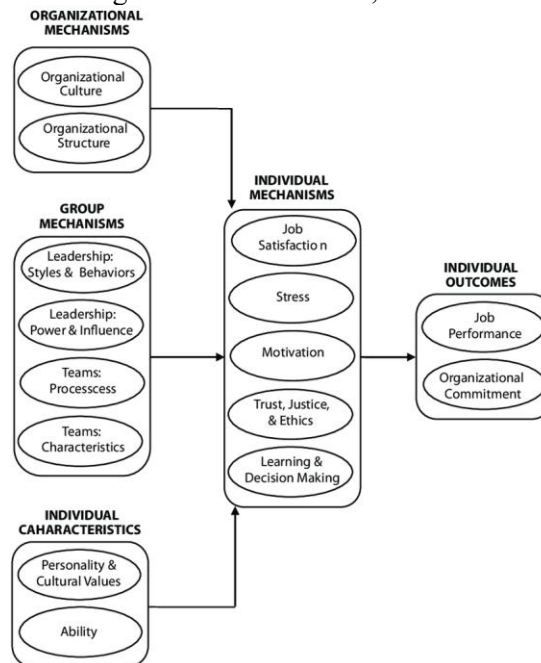 ORGANIZATIONAL
MECHANISMS
Organizational
Culture
Organizational
Structure
GROUP
MECHANISMS
Leadership:
Styles & Behaviors
Leadership:
Power & Influence
Teams:
Processcess
Teams:
Characteristics
INDIVIDUAL
CAHARACTERISTICS
Personality &
Cultural Values
Ability
INDIVIDUAL
MECHANISMS
Job
Satisfaction
Stress
Motivation
Trust, Justice,
& Ethics
Learning &
Decision Making
INDIVIDUAL
OUTCOMES
Job
Performance
Organizational
Commitment